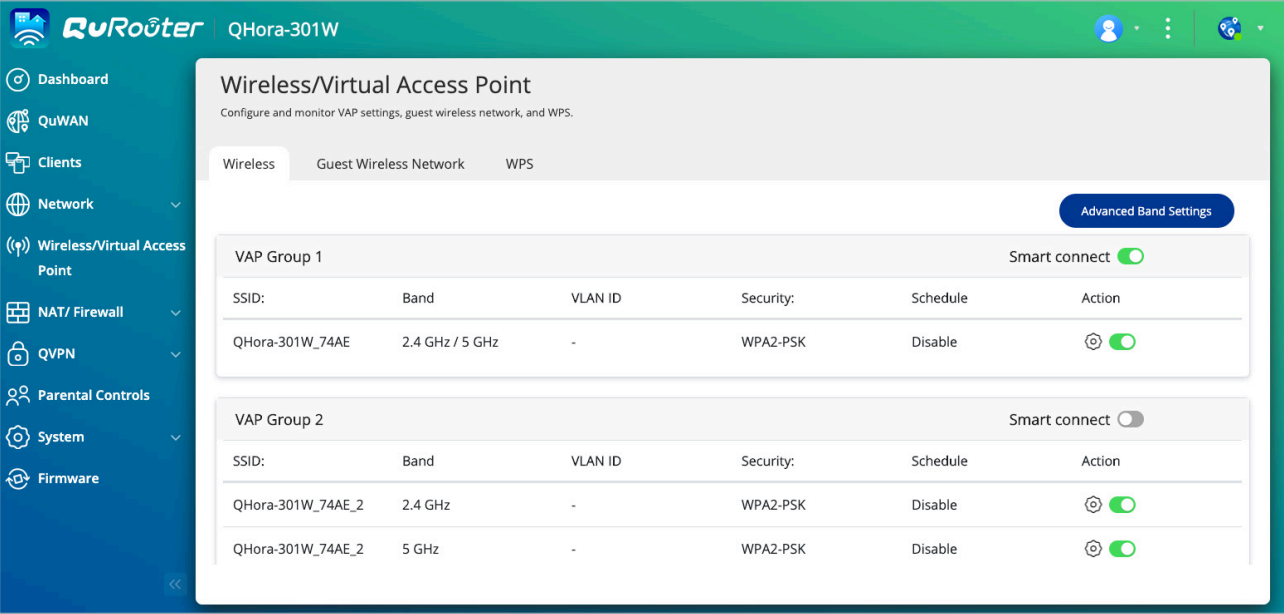 QuRouter QHora-301W
Dashboard
QuWAN
Clients
Network
Wireless/Virtual Access
Point
NAT/ Firewall
QVPN
Parental Controls
System
Firmware
Wireless/Virtual Access Point
Configure and monitor VAP settings, guest wireless network, and WPS.
Wireless Guest Wireless Network WPS
Advanced Band Settings
VAP Group 1 Smart connect
SSID: Band VLAN ID Security: Schedule Action
QHora-301W_74AE 2.4 GHz / 5 GHz - WPA2-PSK Disable
VAP Group 2 Smart connect
SSID: Band VLAN ID Security: Schedule Action
QHora-301W_74AE_2 2.4 GHz - WPA2-PSK Disable
QHora-301W_74AE_2 5 GHz - WPA2-PSK Disable